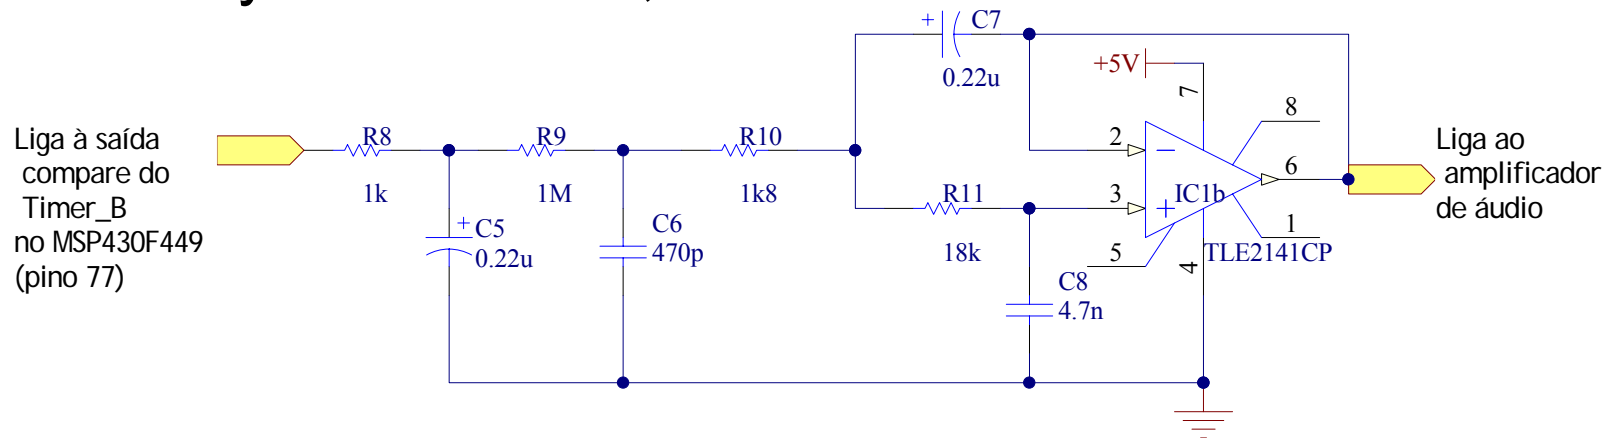 Liga à saída
compare do
Timer_B
no MSP430F449
(pino 77)
R8
1k
+
C5
0.22u
R9
1M
C6
470p
R10
1k8
+
C7
0.22u
R11
18k
C8
4.7n
+5V
7
2
3
6
8
1
5
4
IC1b
TLE2141CP
Liga ao
amplificador
de áudio